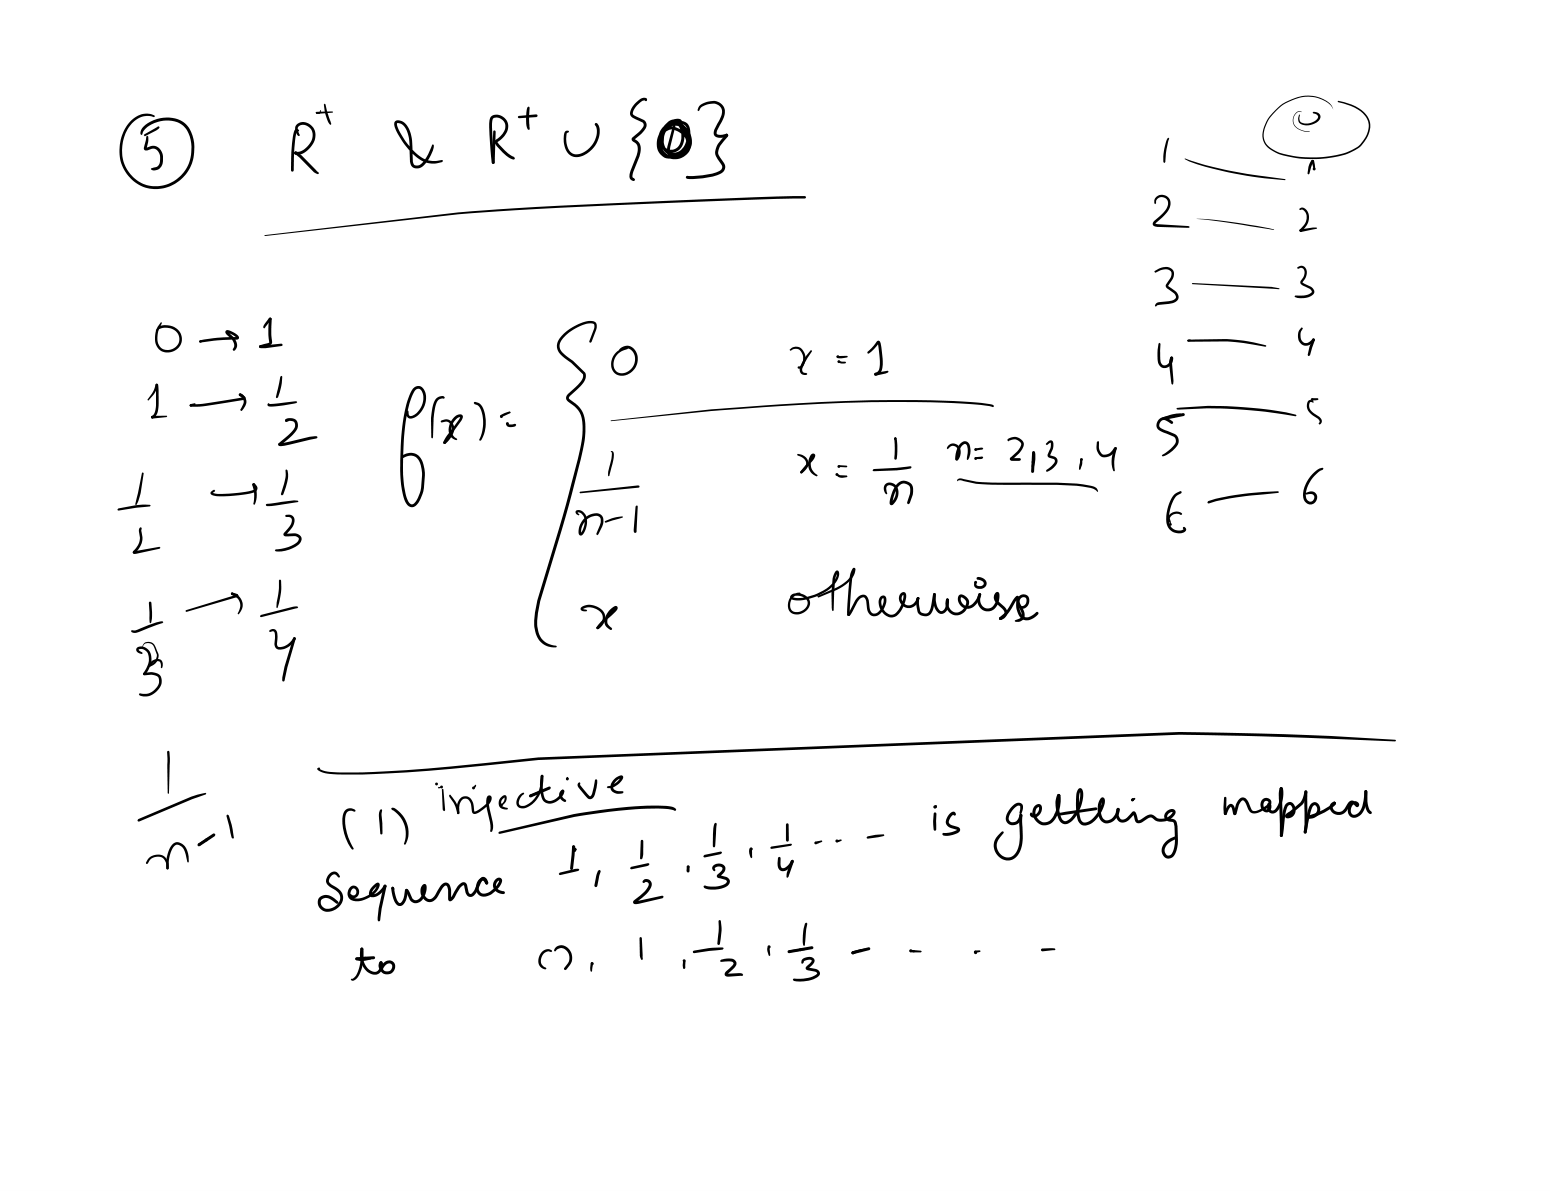 ⑤ R⁺ & R⁺ ∪ {0}
0 → 1
1 → 1/2
1/2 → 1/3
1/3 → 1/4
1/(n-1)
f(x) = { 0 x = 1
1/(n-1) x = 1/n n = 2,3,4
x otherwise
0
1 — 1
2 — 2
3 — 3
4 — 4
5 — 5
6 — 6
(1) Injective
Sequence 1, 1/2, 1/3, 1/4 --- is gettling mapped
to 0, 1, 1/2, 1/3 - - - -